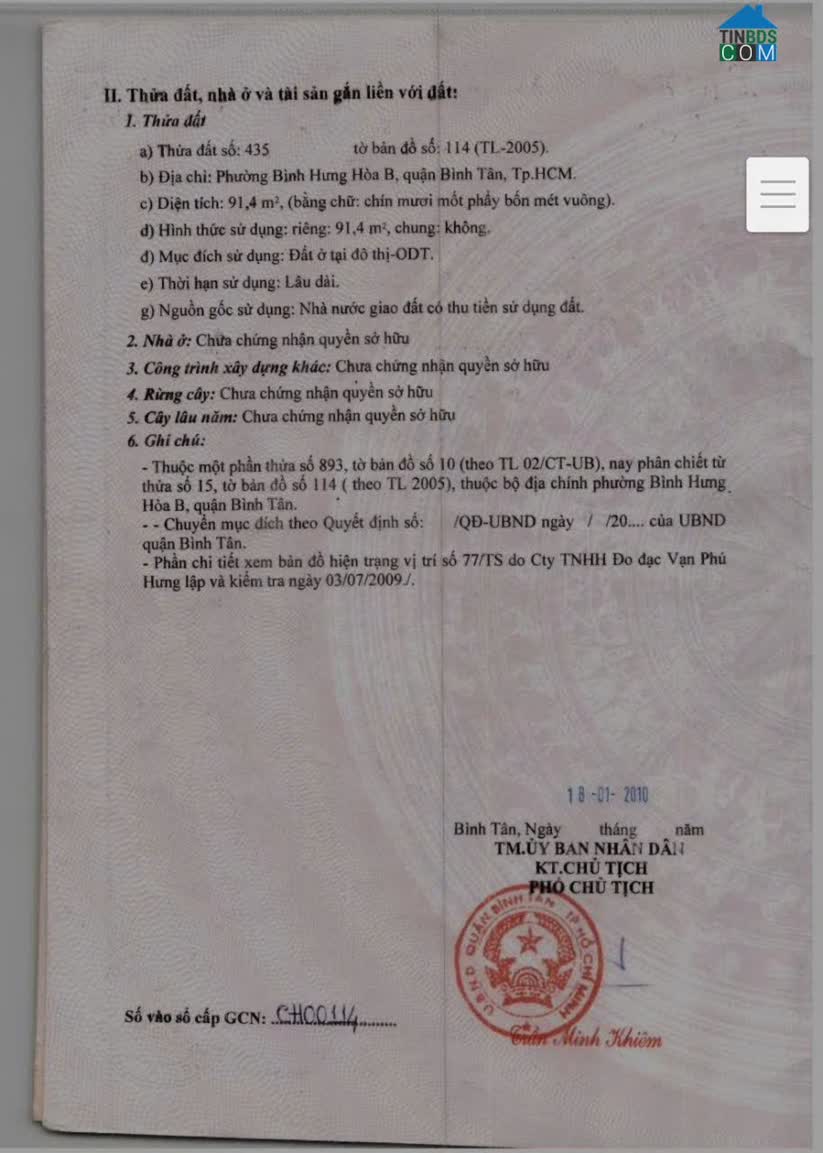 TINBDS
COM
II. Thửa đất, nhà ở và tài sản gắn liền với đất:
1. Thửa đất
a) Thửa đất số: 435 tờ bản đồ số: 114 (TL-2005).
b) Địa chỉ: Phường Bình Hưng Hòa B, quận Bình Tân, Tp.HCM.
c) Diện tích: 91,4 m², (bằng chữ: chín mươi mốt phẩy bốn mét vuông).
d) Hình thức sử dụng: riêng: 91,4 m², chung: không.
đ) Mục đích sử dụng: Đất ở tại đô thị-ODT.
e) Thời hạn sử dụng: Lâu dài.
g) Nguồn gốc sử dụng: Nhà nước giao đất có thu tiền sử dụng đất.
2. Nhà ở: Chưa chứng nhận quyền sở hữu
3. Công trình xây dựng khác: Chưa chứng nhận quyền sở hữu
4. Rừng cây: Chưa chứng nhận quyền sở hữu
5. Cây lâu năm: Chưa chứng nhận quyền sở hữu
6. Ghi chú:
- Thuộc một phần thửa số 893, tờ bản đồ số 10 (theo TL 02/CT-UB), nay phân chiết từ
thửa số 15, tờ bản đồ số 114 ( theo TL 2005), thuộc bộ địa chính phường Bình Hưng
Hòa B, quận Bình Tân.
- - Chuyển mục đích theo Quyết định số: /QĐ-UBND ngày / /20.... của UBND
quận Bình Tân.
- Phần chi tiết xem bản đồ hiện trạng vị trí số 77/TS do Cty TNHH Đo đạc Vạn Phú
Hưng lập và kiểm tra ngày 03/07/2009./.
18 -01- 2010
Bình Tân, Ngày tháng năm
TM.ỦY BAN NHÂN DÂN
KT.CHỦ TỊCH
PHÓ CHỦ TỊCH
U.B.N.D QUẬN BÌNH TÂN TP HỒ CHÍ MINH
Số vào sổ cấp GCN: CH00114
Trần Minh Khiêm